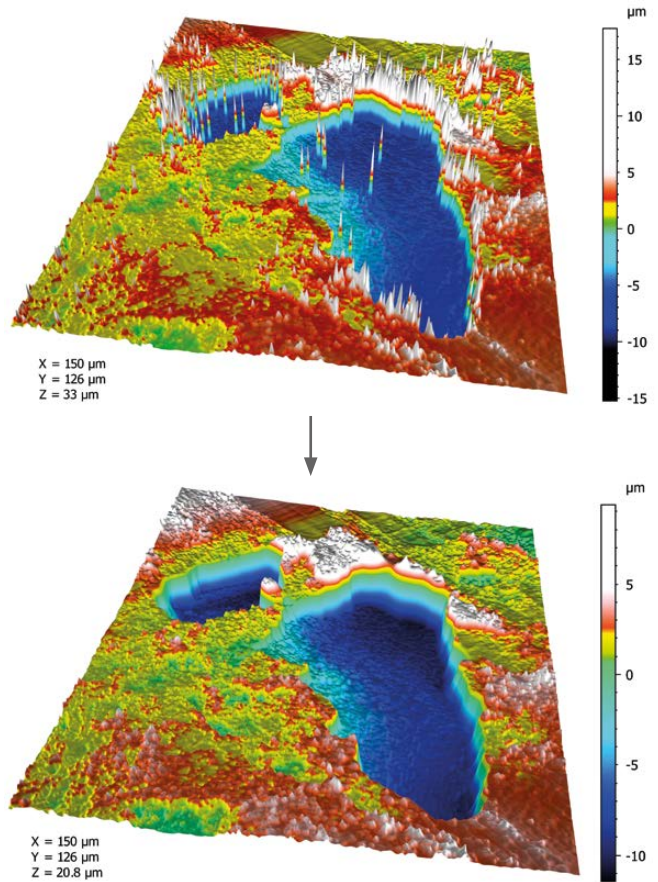 µm
15
10
5
0
-5
-10
-15
X = 150 µm
Y = 126 µm
Z = 33 µm
µm
5
0
-5
-10
X = 150 µm
Y = 126 µm
Z = 20.8 µm